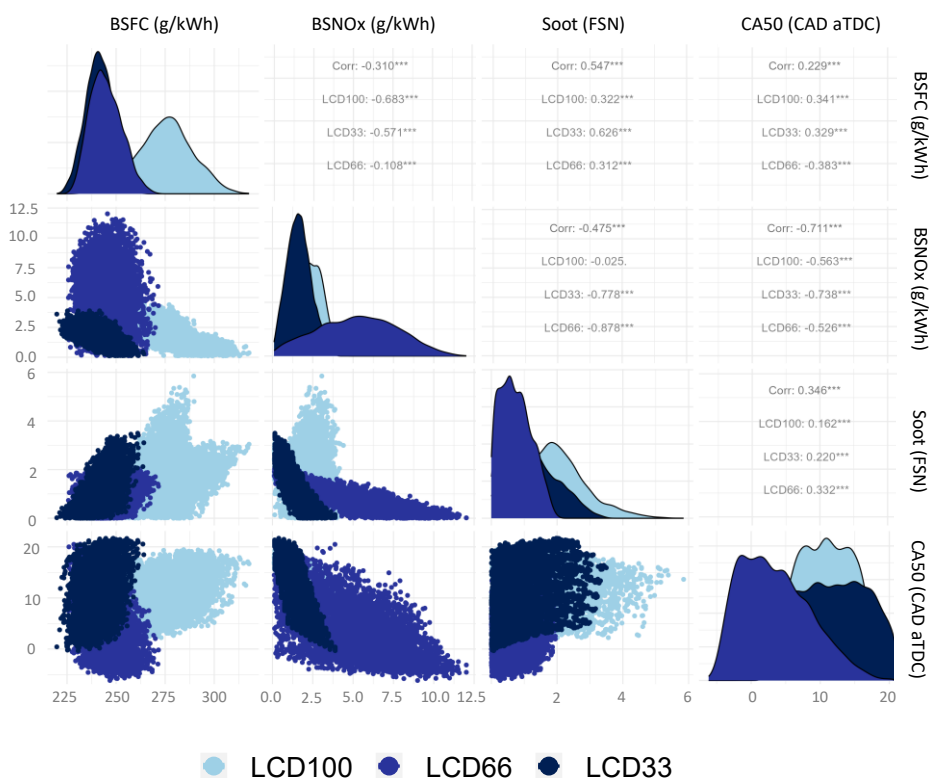 BSFC (g/kWh) BSNOx (g/kWh) Soot (FSN) CA50 (CAD aTDC)
Corr: -0.310*** Corr: 0.547*** Corr: 0.229***
LCD100: -0.683*** LCD100: 0.322*** LCD100: 0.341***
LCD33: -0.571*** LCD33: 0.626*** LCD33: 0.329***
LCD66: -0.108*** LCD66: 0.312*** LCD66: -0.383***
BSFC (g/kWh)
12.5
10.0
7.5
5.0
2.5
0.0
Corr: -0.475*** Corr: -0.711***
LCD100: -0.025. LCD100: -0.563***
LCD33: -0.778*** LCD33: -0.738***
LCD66: -0.878*** LCD66: -0.526***
BSNOx (g/kWh)
6
4
2
0
Corr: 0.346***
LCD100: 0.162***
LCD33: 0.220***
LCD66: 0.332***
Soot (FSN)
20
10
0
CA50 (CAD aTDC)
225 250 275 300 0.0 2.5 5.0 7.5 10.0 12.5 2 4 6 0 10 20
LCD100 LCD66 LCD33